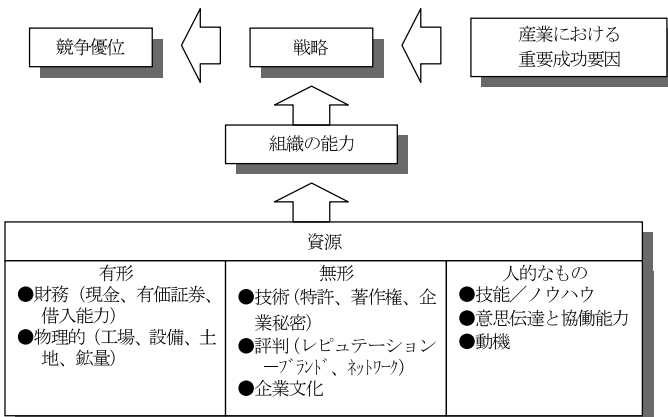 競争優位
戦略
産業における
重要成功要因
組織の能力
資源
有形
●財務（現金、有価証券、
借入能力）
●物理的（工場、設備、土
地、鉱量）
無形
●技術（特許、著作権、企
業秘密）
●評判（レピュテーション
―ﾌﾞﾗﾝﾄﾞ、ﾈｯﾄﾜｰｸ）
●企業文化
人的なもの
●技能／ノウハウ
●意思伝達と協働能力
●動機